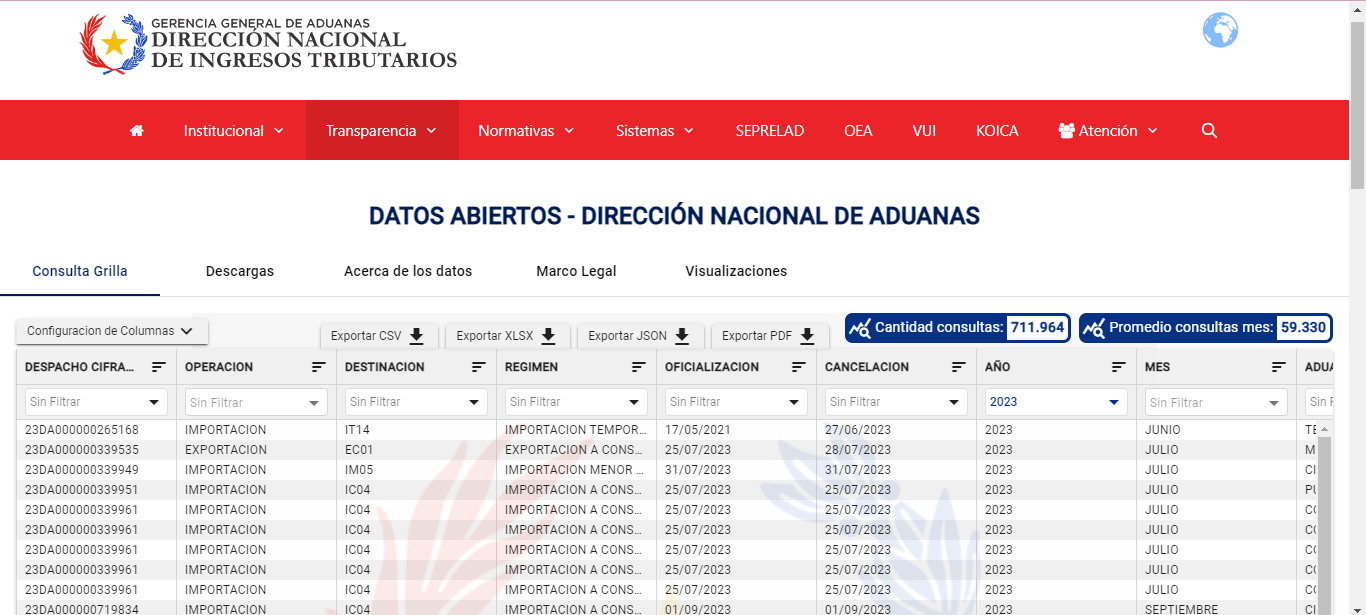 GERENCIA GENERAL DE ADUANAS
DIRECCIÓN NACIONAL
DE INGRESOS TRIBUTARIOS
Institucional Transparencia Normativas Sistemas SEPRELAD OEA VUI KOICA Atención
DATOS ABIERTOS - DIRECCIÓN NACIONAL DE ADUANAS
Consulta Grilla Descargas Acerca de los datos Marco Legal Visualizaciones
Configuracion de Columnas Exportar CSV Exportar XLSX Exportar JSON Exportar PDF Cantidad consultas: 711.964 Promedio consultas mes: 59.330
DESPACHO CIFRA... OPERACION DESTINACION REGIMEN OFICIALIZACION CANCELACION AÑO MES
Sin Filtrar Sin Filtrar Sin Filtrar Sin Filtrar Sin Filtrar Sin Filtrar 2023 Sin Filtrar Sin
23DA000000265168 IMPORTACION IT14 IMPORTACION TEMPOR... 17/05/2021 27/06/2023 2023 JUNIO
23DA000000339535 EXPORTACION EC01 EXPORTACION A CONS... 25/07/2023 28/07/2023 2023 JULIO
23DA000000339949 IMPORTACION IM05 IMPORTACION MENOR ... 31/07/2023 31/07/2023 2023 JULIO
23DA000000339951 IMPORTACION IC04 IMPORTACION A CONS... 25/07/2023 25/07/2023 2023 JULIO
23DA000000339961 IMPORTACION IC04 IMPORTACION A CONS... 25/07/2023 25/07/2023 2023 JULIO
23DA000000339961 IMPORTACION IC04 IMPORTACION A CONS... 25/07/2023 25/07/2023 2023 JULIO
23DA000000339961 IMPORTACION IC04 IMPORTACION A CONS... 25/07/2023 25/07/2023 2023 JULIO
23DA000000339961 IMPORTACION IC04 IMPORTACION A CONS... 25/07/2023 25/07/2023 2023 JULIO
23DA000000339961 IMPORTACION IC04 IMPORTACION A CONS... 25/07/2023 25/07/2023 2023 JULIO
23DA000000719834 IMPORTACION IC04 IMPORTACION A CONS... 01/09/2023 01/09/2023 2023 SEPTIEMBRE